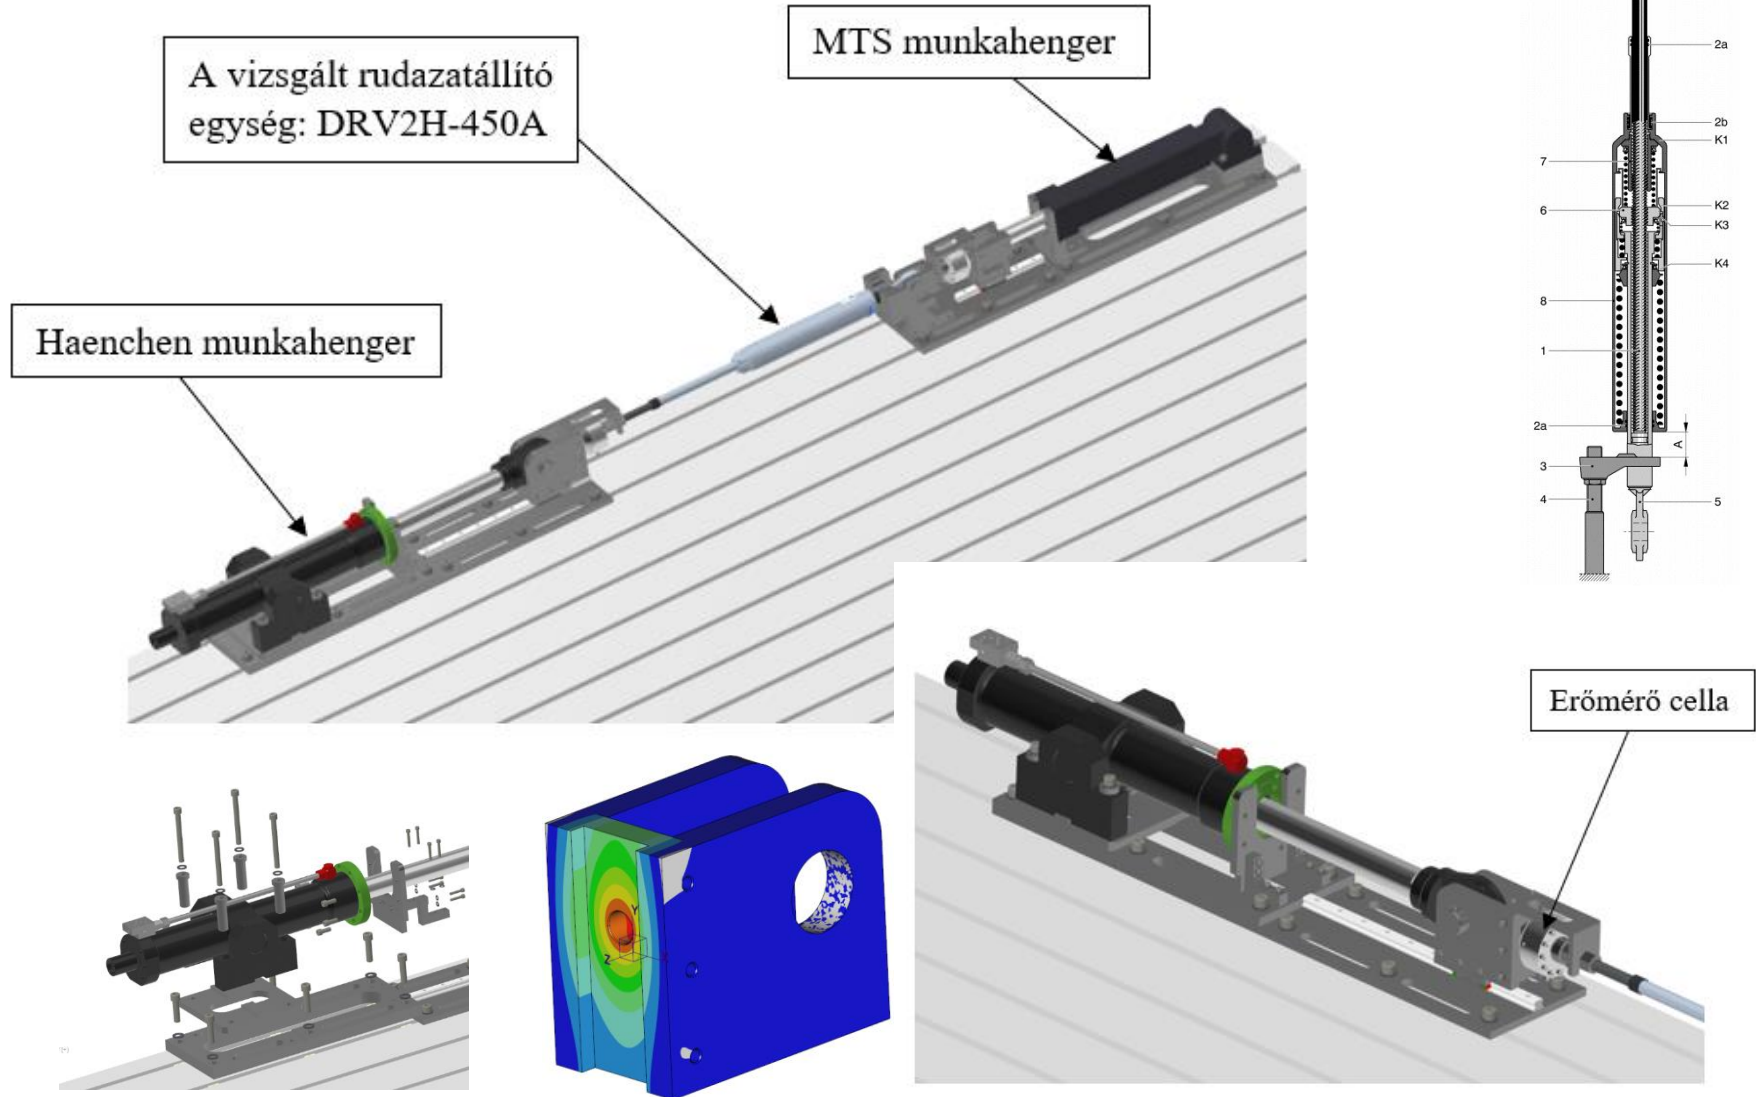 MTS munkahenger
A vizsgált rudazatállító
egység: DRV2H-450A
Haenchen munkahenger
2a
2b
K1
7
6
K2
K3
K4
8
1
2a
A
3
4
5
Erőmérő cella
Y
Z